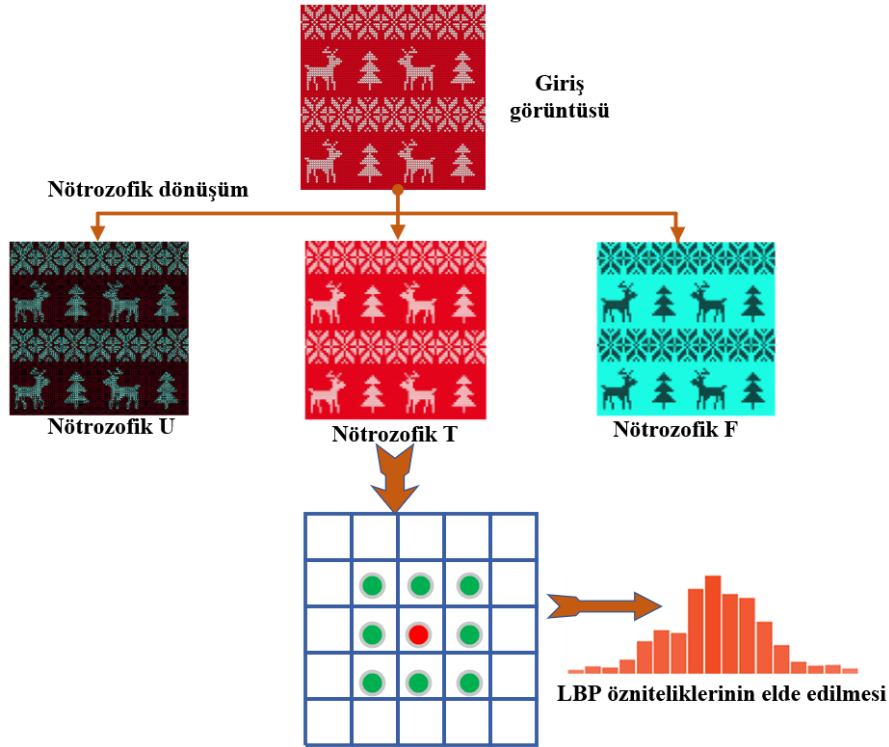 Giriş
görüntüsü
Nötrozofik dönüşüm
Nötrozofik U
Nötrozofik T
Nötrozofik F
LBP özniteliklerinin elde edilmesi